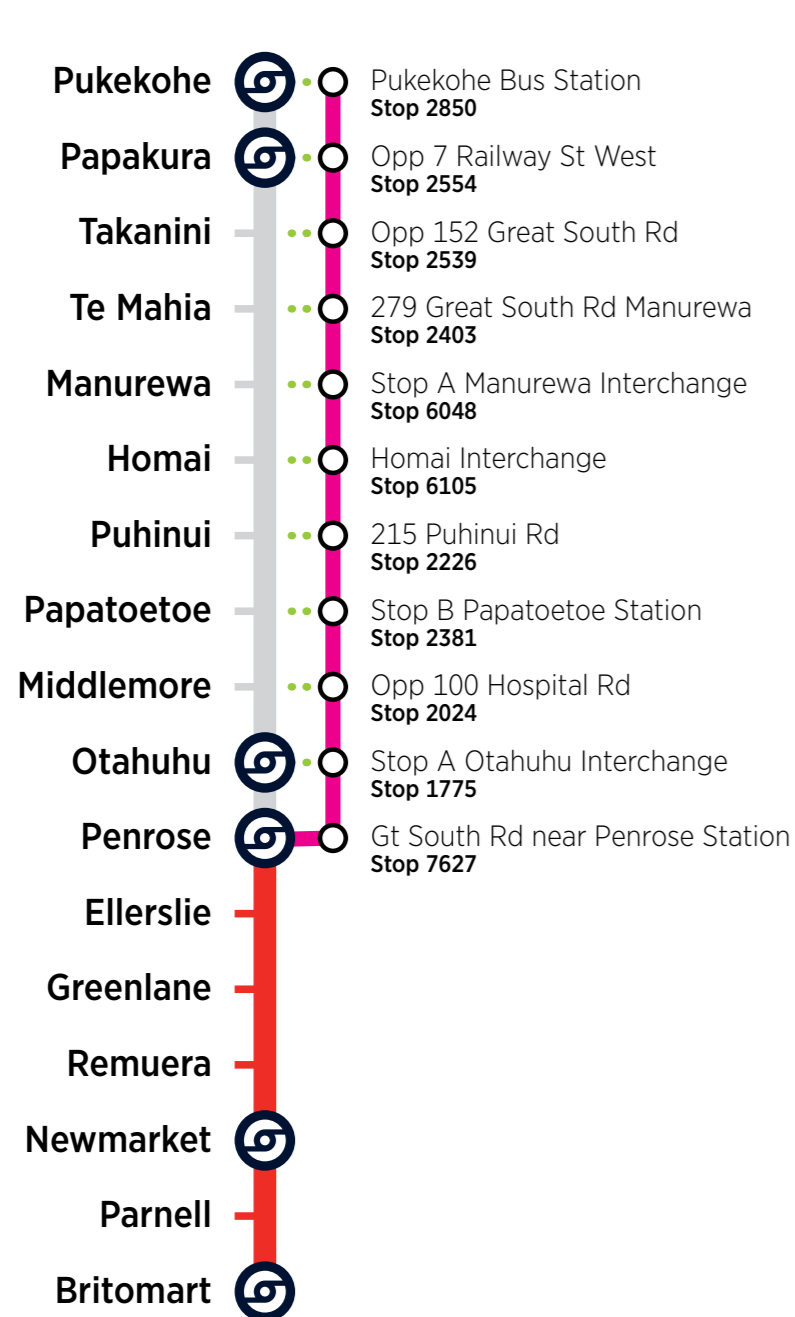 Pukekohe
Pukekohe Bus Station
Stop 2850
Papakura
Opp 7 Railway St West
Stop 2554
Takanini
Opp 152 Great South Rd
Stop 2539
Te Mahia
279 Great South Rd Manurewa
Stop 2403
Manurewa
Stop A Manurewa Interchange
Stop 6048
Homai
Homai Interchange
Stop 6105
Puhinui
215 Puhinui Rd
Stop 2226
Papatoetoe
Stop B Papatoetoe Station
Stop 2381
Middlemore
Opp 100 Hospital Rd
Stop 2024
Otahuhu
Stop A Otahuhu Interchange
Stop 1775
Penrose
Gt South Rd near Penrose Station
Stop 7627
Ellerslie
Greenlane
Remuera
Newmarket
Parnell
Britomart